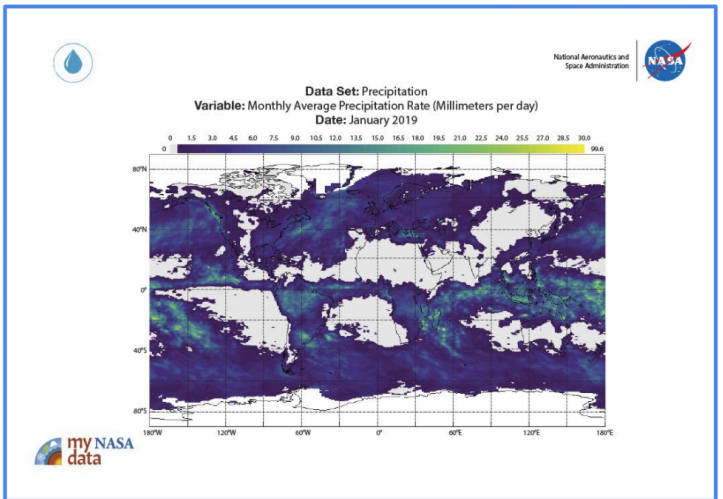 National Aeronautics and
Space Administration
NASA
Data Set: Precipitation
Variable: Monthly Average Precipitation Rate (Millimeters per day)
Date: January 2019
0 1.5 3.0 4.5 6.0 7.5 9.0 10.5 12.0 13.5 15.0 16.5 18.0 19.5 21.0 22.5 24.0 25.5 27.0 28.5 30.0
0 99.6
80°N
40°N
0°
40°S
80°S
180°W 120°W 60°W 0° 60°E 120°E 180°E
my NASA
data